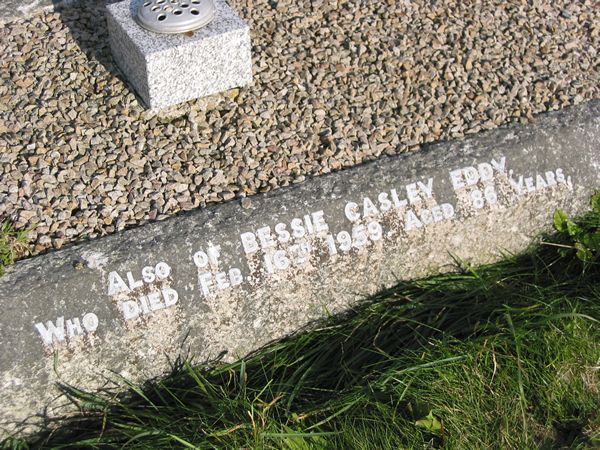 ALSO OF BESSIE CASLEY EDDY
WHO DIED FEB. 16TH 1959 AGED 88 YEARS,